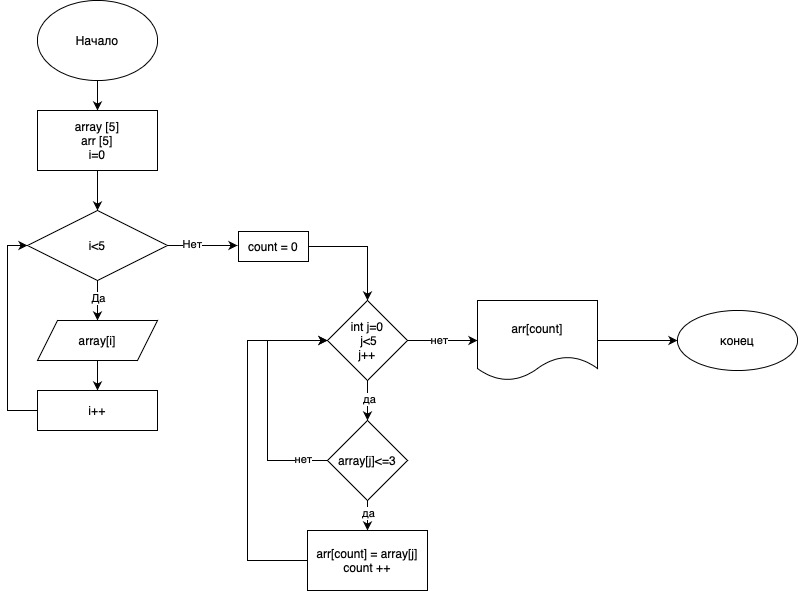 Начало
array [5]
arr [5]
i=0
i<5
Нет
count = 0
Да
array[i]
i++
int j=0
j<5
j++
нет
arr[count]
конец
да
array[j]<=3
нет
да
arr[count] = array[j]
count ++